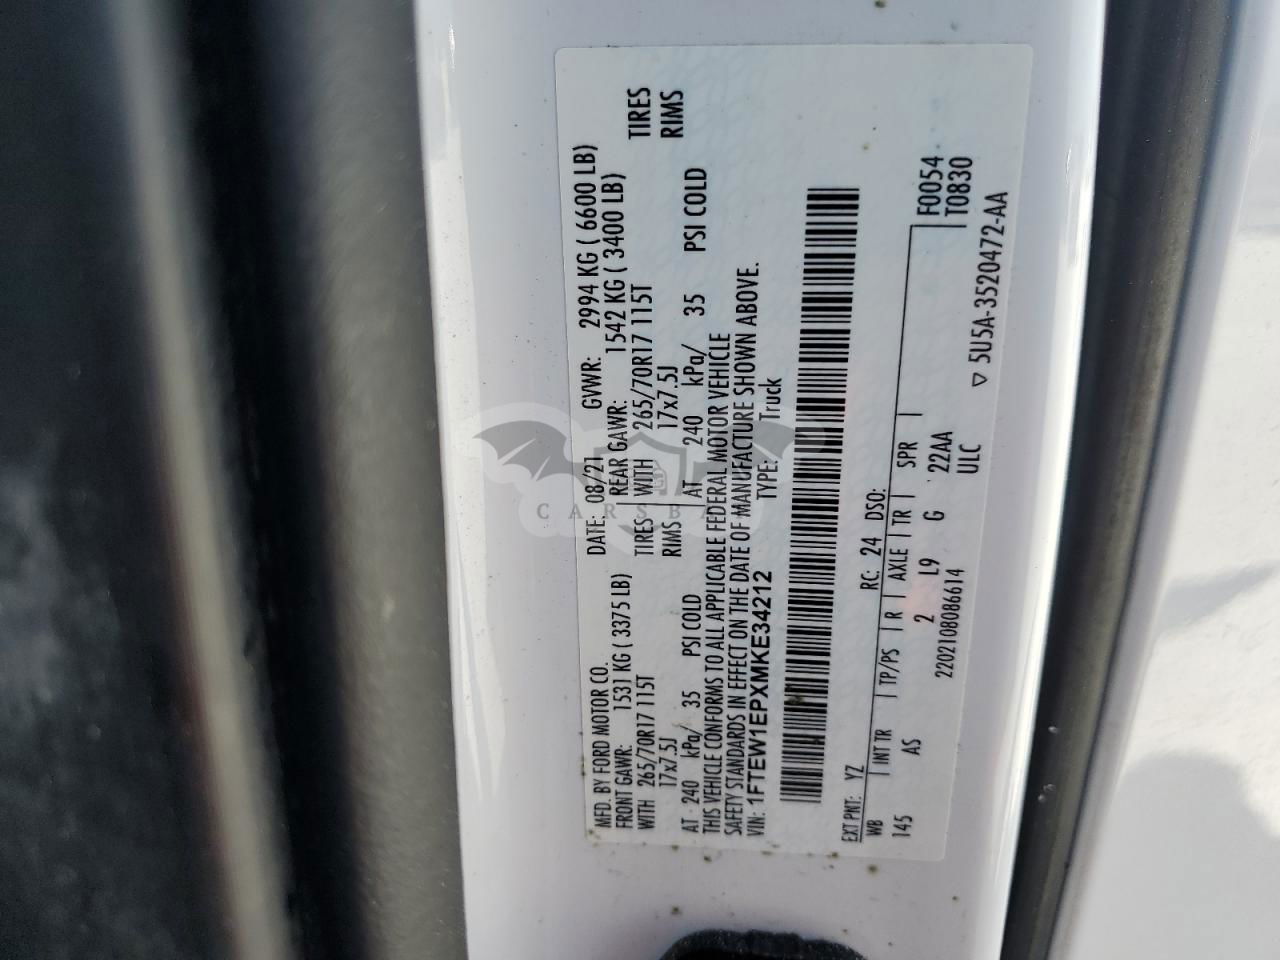 MFD. BY FORD MOTOR CO.
DATE: 08/21 GVWR: 2994 KG ( 6600 LB)
FRONT GAWR: 1531 KG ( 3375 LB) REAR GAWR: 1542 KG ( 3400 LB)
WITH 265/70R17 115T TIRES WITH 265/70R17 115T TIRES
17x7.5J RIMS 17x7.5J RIMS
AT 240 kPa/ 35 PSI COLD AT 240 kPa/ 35 PSI COLD
THIS VEHICLE CONFORMS TO ALL APPLICABLE FEDERAL MOTOR VEHICLE
SAFETY STANDARDS IN EFFECT ON THE DATE OF MANUFACTURE SHOWN ABOVE.
VIN: 1FTEW1EPXMKE34212 TYPE: Truck
EXT PNT: YZ RC: 24 DSO: F0054
WB INT TR TP/PS R AXLE TR SPR T0830
145 AS 2 L9 G 22AA
2202108086614 ULC
▽ 5U5A-3520472-AA